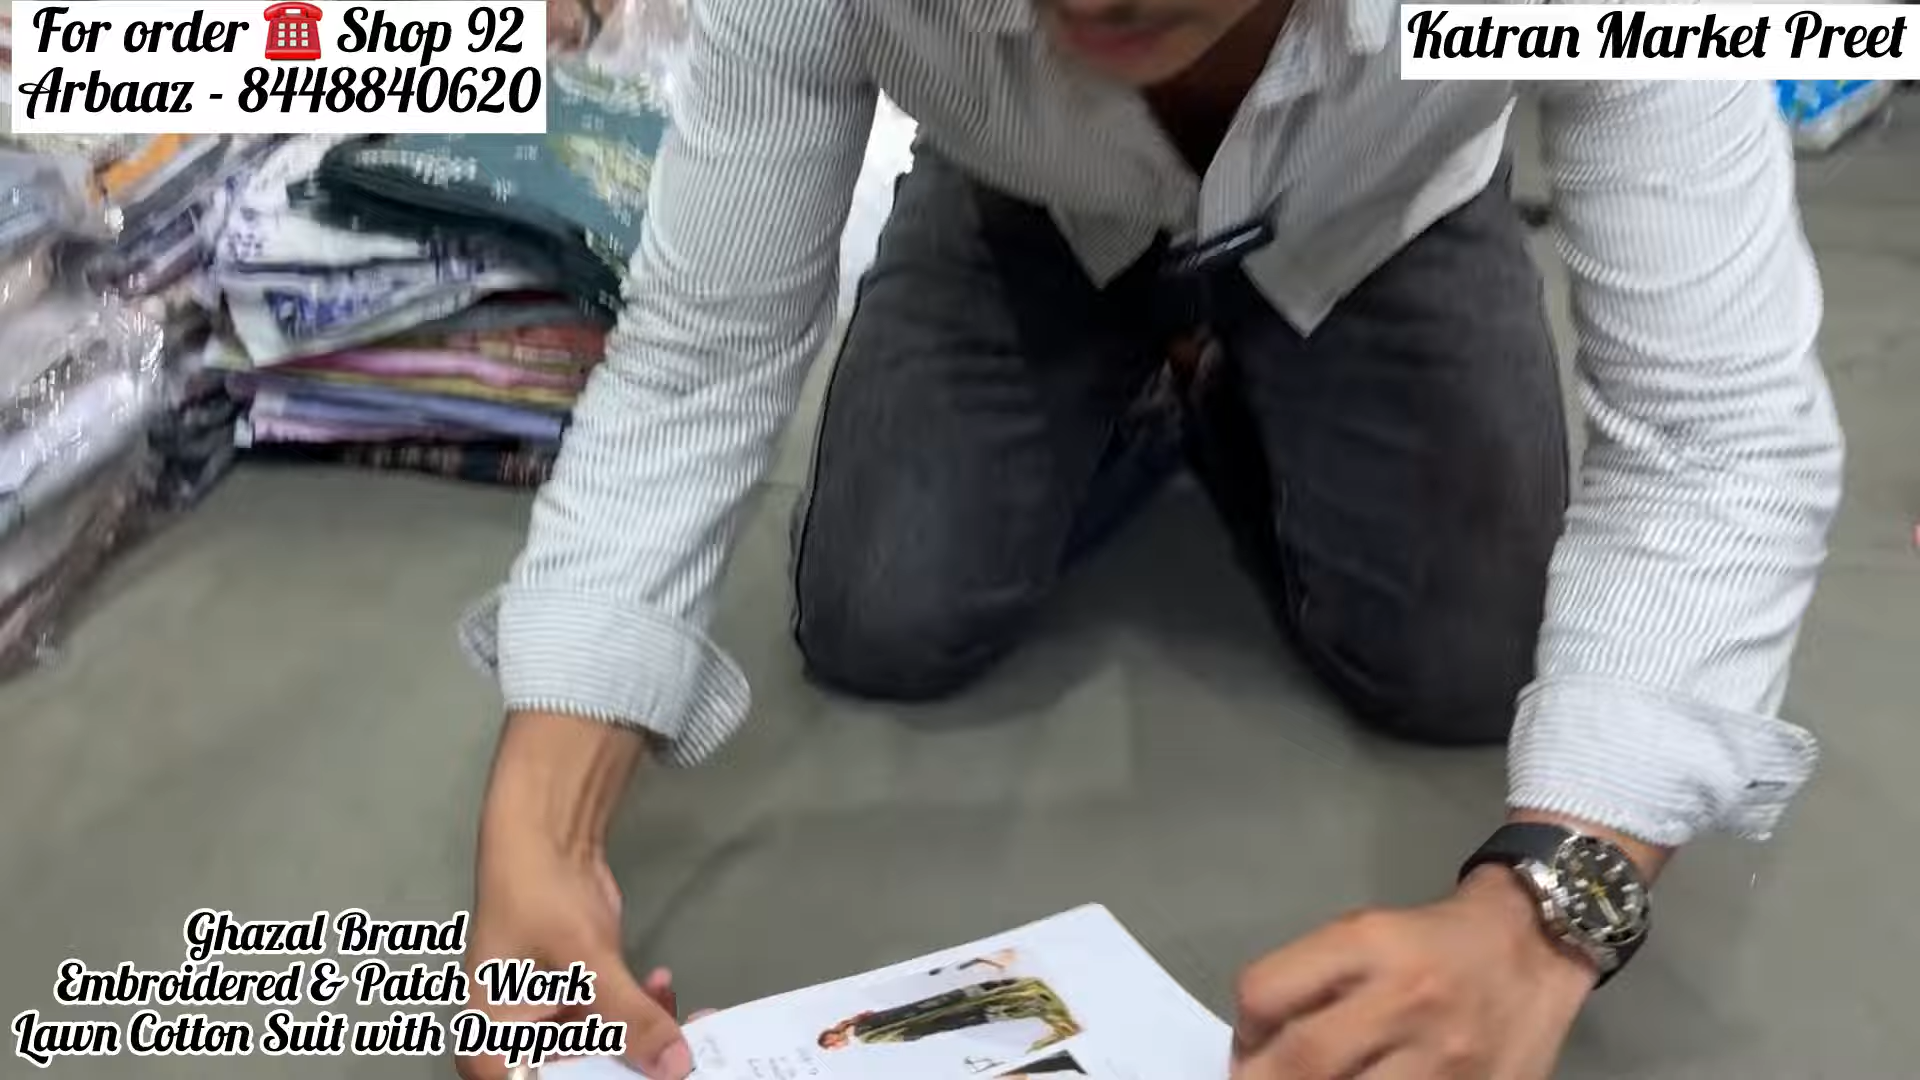 For order ☎️ Shop 92
Arbaaz - 8448840620
Katran Market Preet
Ghazal Brand
Embroidered & Patch Work
Lawn Cotton Suit with Duppata